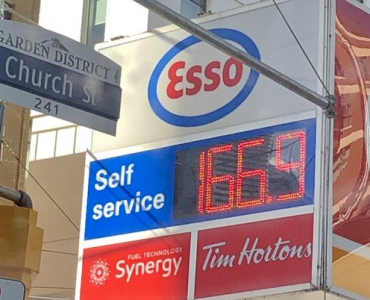 GARDEN DISTRICT
Church St
241
Esso
Self
service
166.9
FUEL TECHNOLOGY
Synergy
Tim Hortons